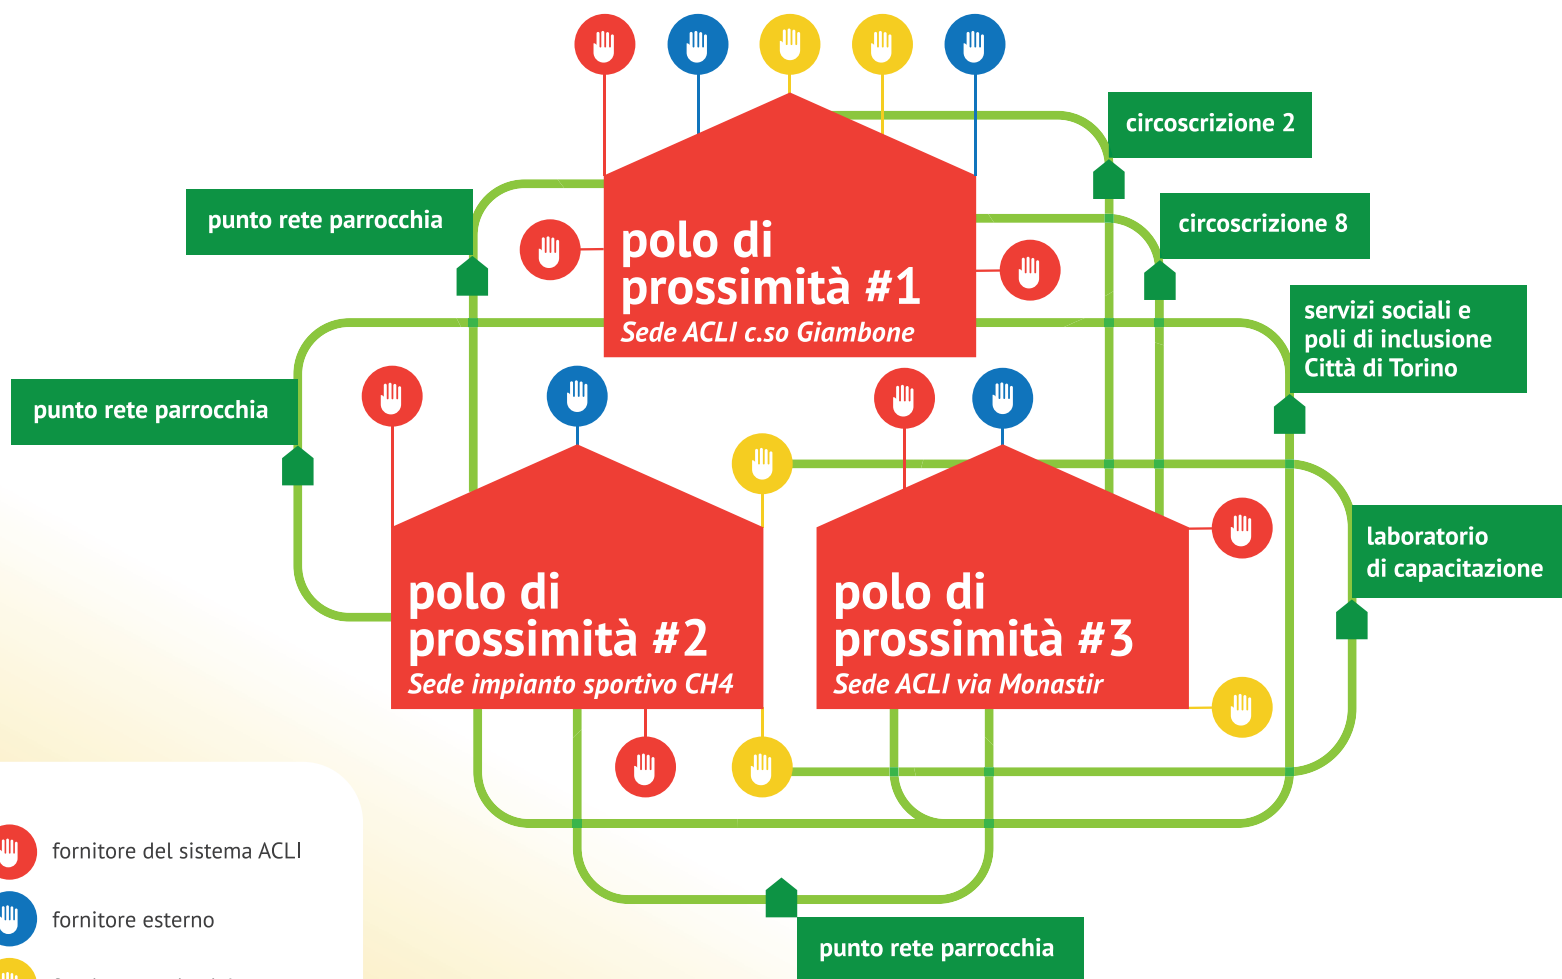 circoscrizione 2
punto rete parrocchia
circoscrizione 8
polo di
prossimità #1
Sede ACLI c.so Giambone
servizi sociali e
poli di inclusione
Città di Torino
punto rete parrocchia
laboratorio
di capacitazione
polo di
prossimità #2
Sede impianto sportivo CH4
polo di
prossimità #3
Sede ACLI via Monastir
fornitore del sistema ACLI
fornitore esterno
punto rete parrocchia